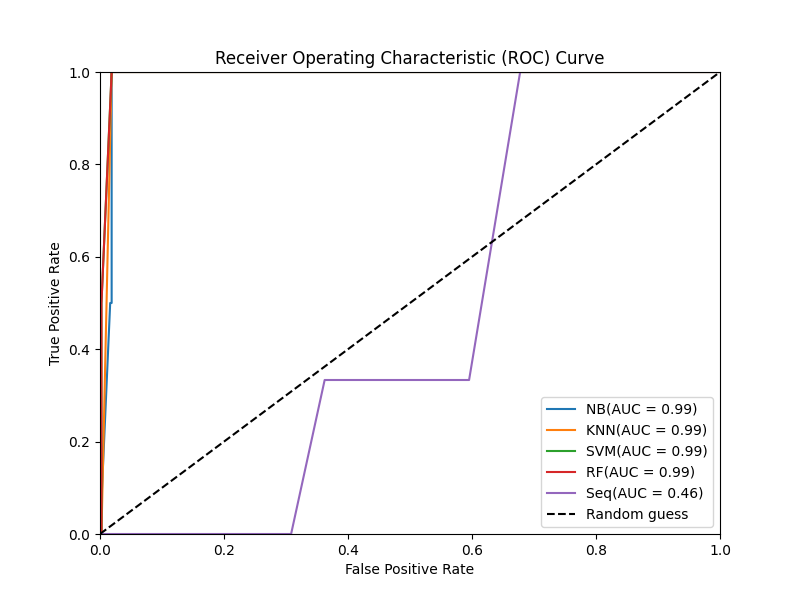 Receiver Operating Characteristic (ROC) Curve
True Positive Rate
1.0
0.8
0.6
0.4
0.2
0.0
NB(AUC = 0.99)
KNN(AUC = 0.99)
SVM(AUC = 0.99)
RF(AUC = 0.99)
Seq(AUC = 0.46)
Random guess
0.0 0.2 0.4 0.6 0.8 1.0
False Positive Rate